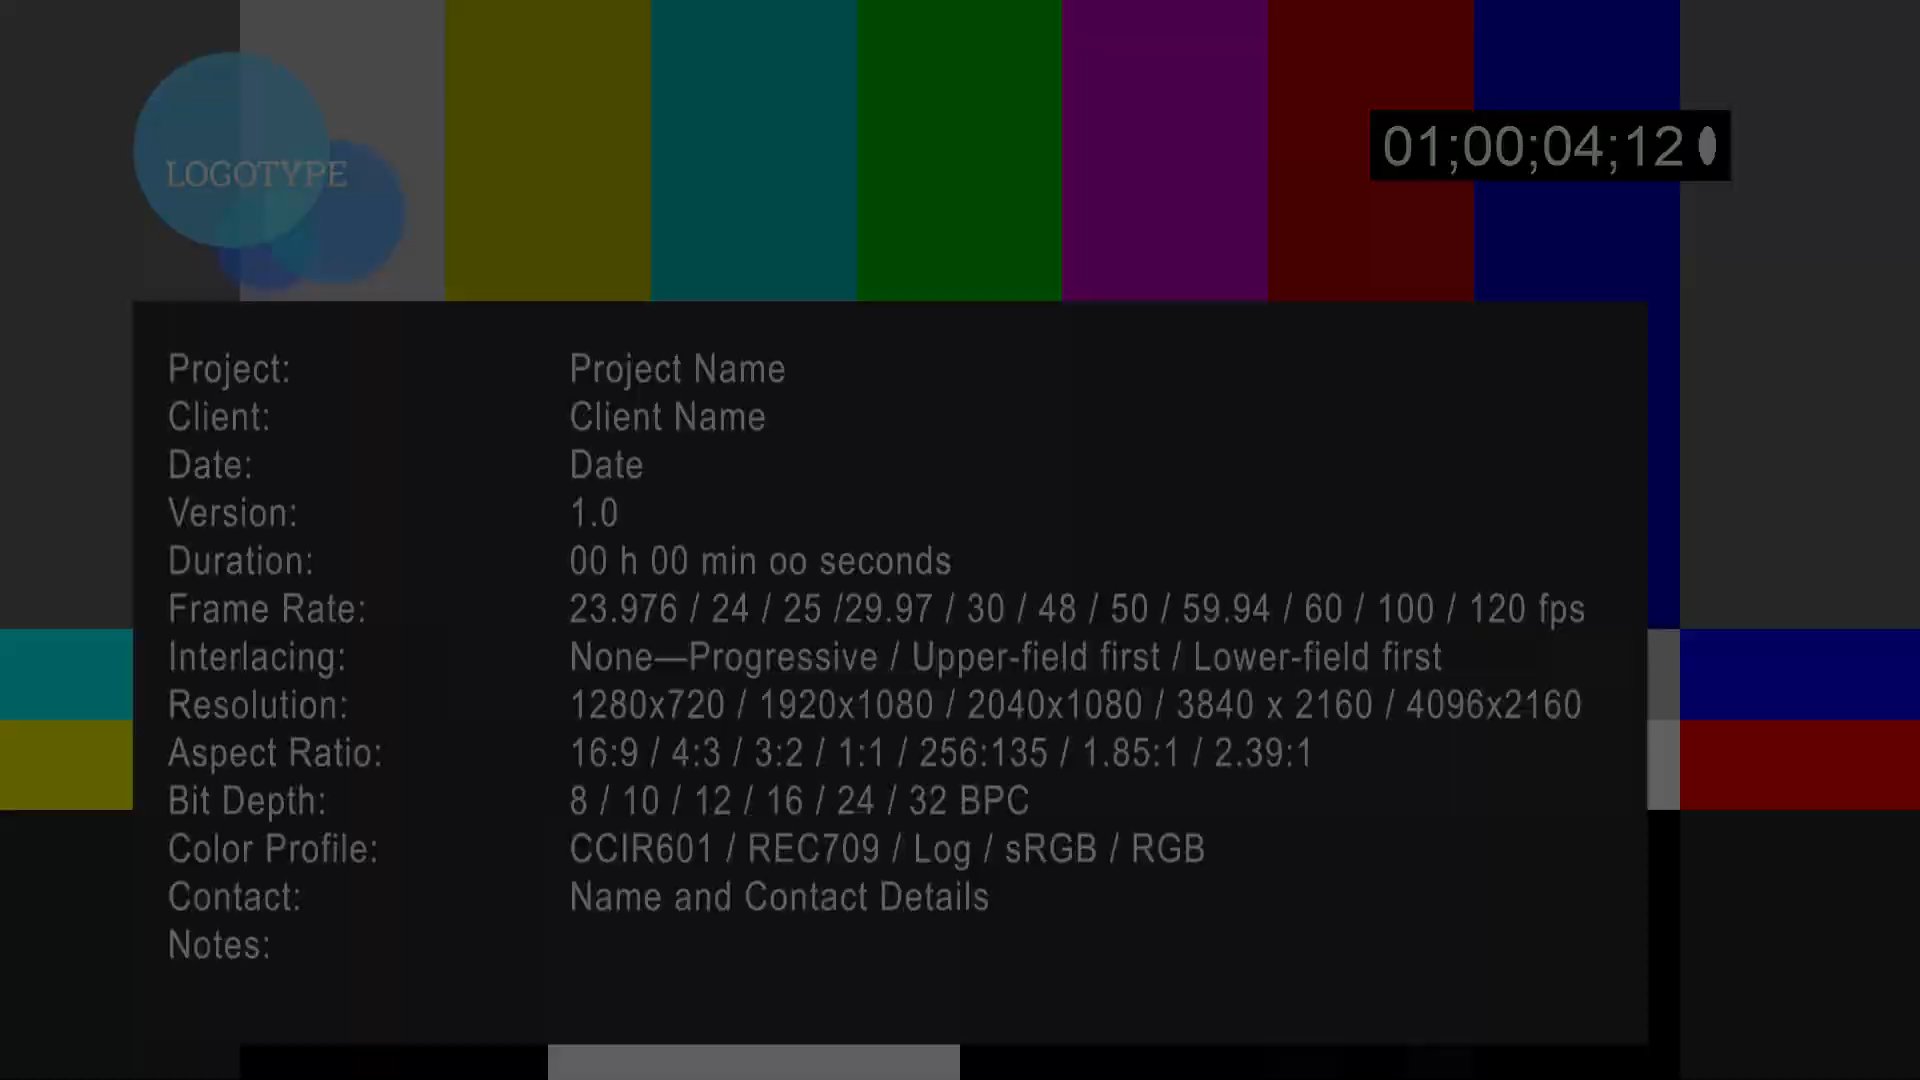 LOGOTYPE
01;00;04;12
Project: Project Name
Client: Client Name
Date: Date
Version: 1.0
Duration: 00 h 00 min oo seconds
Frame Rate: 23.976 / 24 / 25 /29.97 / 30 / 48 / 50 / 59.94 / 60 / 100 / 120 fps
Interlacing: None—Progressive / Upper-field first / Lower-field first
Resolution: 1280x720 / 1920x1080 / 2040x1080 / 3840 x 2160 / 4096x2160
Aspect Ratio: 16:9 / 4:3 / 3:2 / 1:1 / 256:135 / 1.85:1 / 2.39:1
Bit Depth: 8 / 10 / 12 / 16 / 24 / 32 BPC
Color Profile: CCIR601 / REC709 / Log / sRGB / RGB
Contact: Name and Contact Details
Notes: